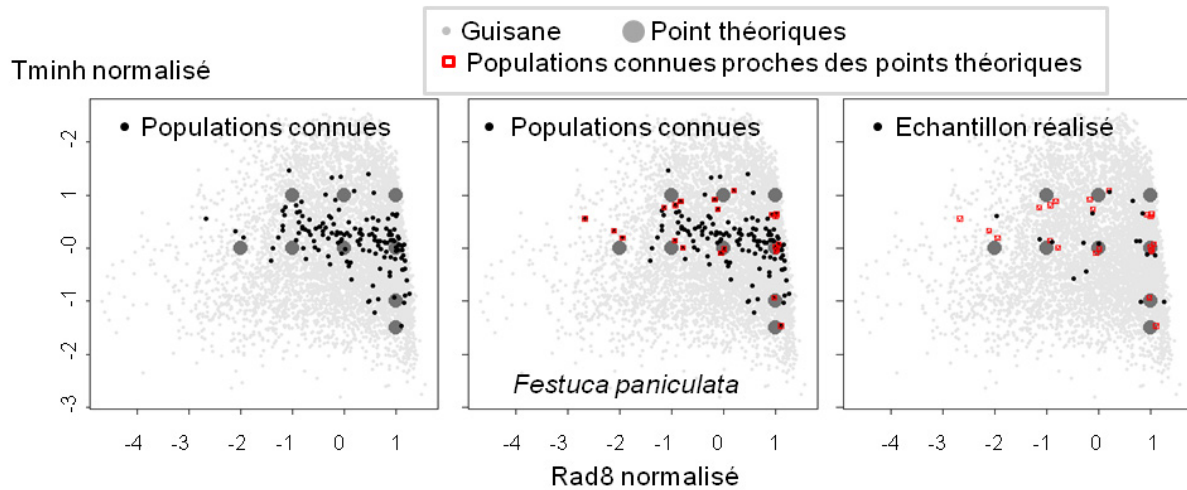 Guisane
Point théoriques
Populations connues proches des points théoriques
Tminh normalisé
Populations connues
Populations connues
Echantillon réalisé
-2
1
-0
-1
-2
-3
Festuca paniculata
-4 -3 -2 -1 0 1
-4 -3 -2 -1 0 1
-4 -3 -2 -1 0 1
Rad8 normalisé